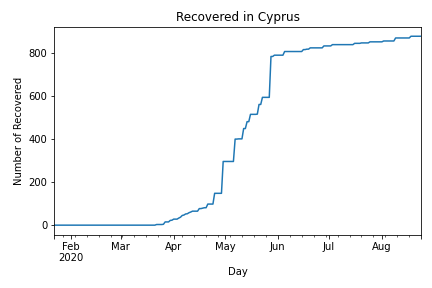 Recovered in Cyprus
Number of Recovered
800
600
400
200
0
Feb
2020
Mar
Apr
May
Jun
Jul
Aug
Day